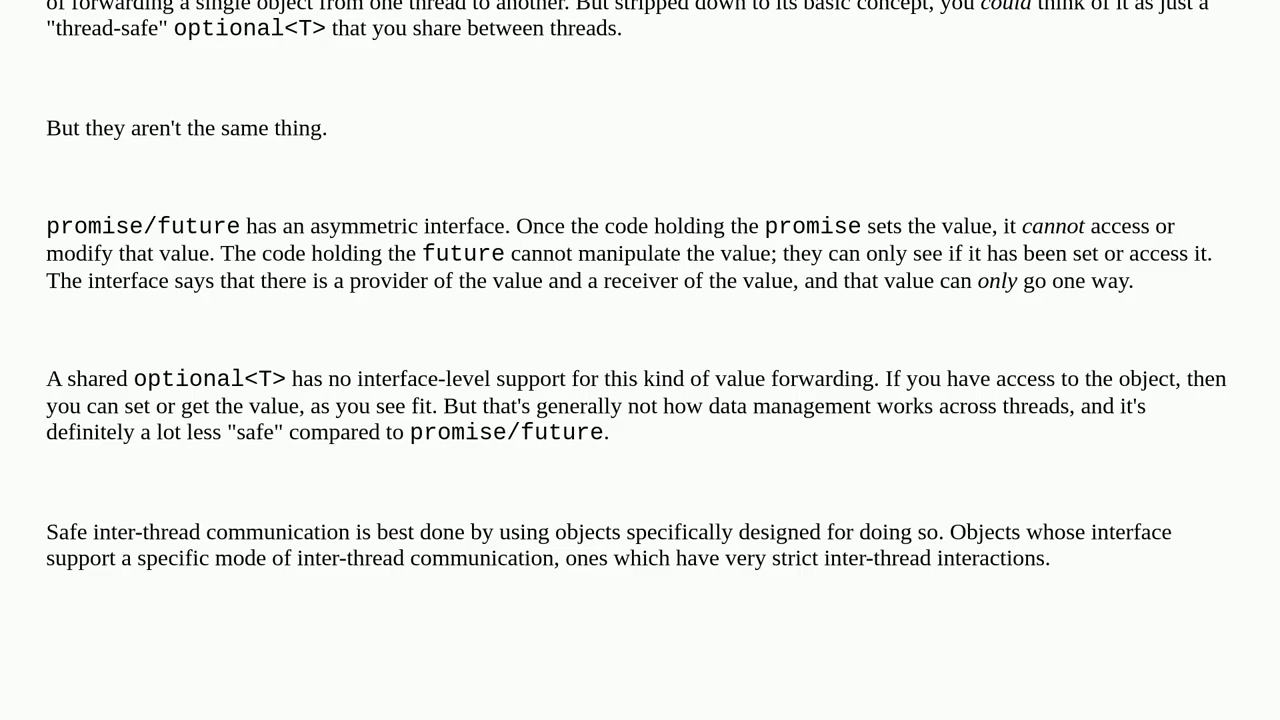 of forwarding a single object from one thread to another. But stripped down to its basic concept, you could think of it as just a
"thread-safe" optional<T> that you share between threads.
But they aren't the same thing.
promise/future has an asymmetric interface. Once the code holding the promise sets the value, it cannot access or
modify that value. The code holding the future cannot manipulate the value; they can only see if it has been set or access it.
The interface says that there is a provider of the value and a receiver of the value, and that value can only go one way.
A shared optional<T> has no interface-level support for this kind of value forwarding. If you have access to the object, then
you can set or get the value, as you see fit. But that's generally not how data management works across threads, and it's
definitely a lot less "safe" compared to promise/future.
Safe inter-thread communication is best done by using objects specifically designed for doing so. Objects whose interface
support a specific mode of inter-thread communication, ones which have very strict inter-thread interactions.